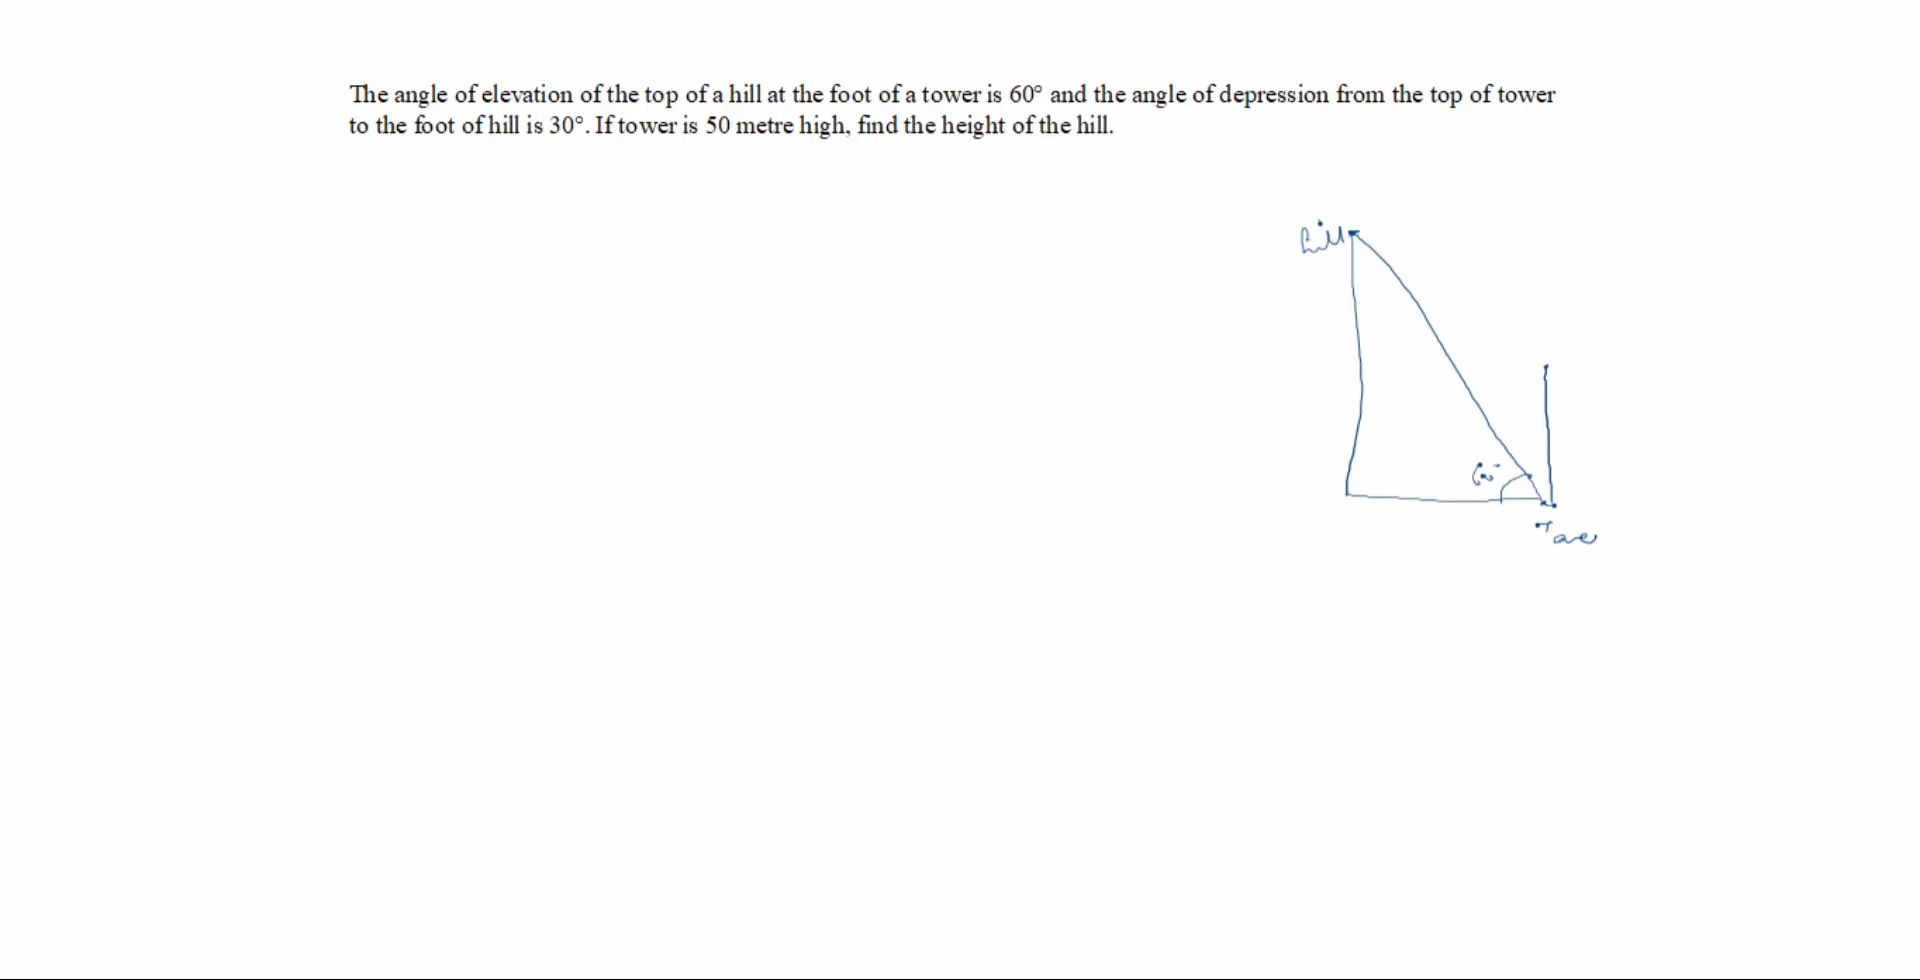 The angle of elevation of the top of a hill at the foot of a tower is 60° and the angle of depression from the top of tower
to the foot of hill is 30°. If tower is 50 metre high, find the height of the hill.
hill
60°